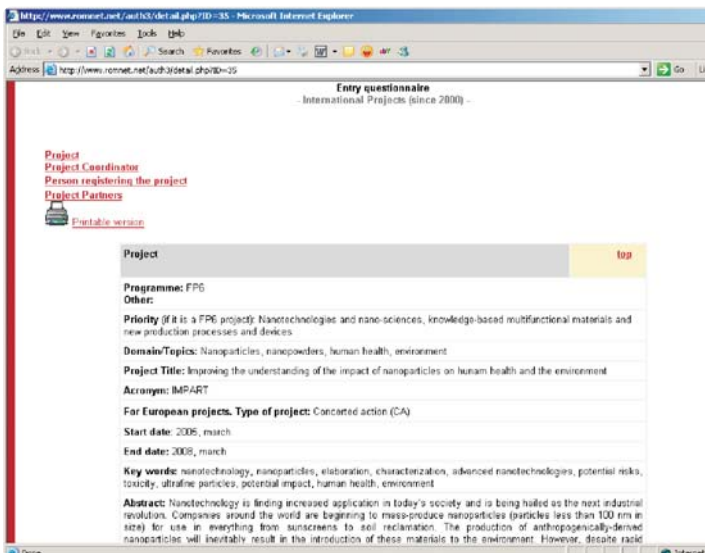 http://www.romnet.net/auth3/detail.php?ID=35 - Microsoft Internet Explorer
File Edit View Favorites Tools Help
Back Search Favorites
Address http://www.romnet.net/auth3/detail.php?ID=35 Go
Entry questionnaire
- International Projects (since 2000) -
Project
Project Coordinator
Person registering the project
Project Partners
Printable version
Project top
Programme: FP6
Other:
Priority (if it is a FP6 project): Nanotechnologies and nano-sciences, knowledge-based multifunctional materials and
new production processes and devices
Domain/Topics: Nanoparticles, nanopowders, human health, environment
Project Title: Improving the understanding of the impact of nanoparticles on hunam health and the environment
Acronym: IMPART
For European projects. Type of project: Concerted action (CA)
Start date: 2005, march
End date: 2008, march
Key words: nanotechnology, nanoparticles, elaboration, characterization, advanced nanotechnologies, potential risks,
toxicity, ultrafine particles, potential impact, human health, environment
Abstract: Nanotechnology is finding increased application in today's society and is being hailed as the next industrial
revolution. Companies around the world are beginning to mass-produce nanoparticles (particles less than 100 nm in
size) for use in everything from sunscreens to soil reclamation. The production of anthropogenically-derived
nanoparticles will inevitably result in the introduction of these materials to the environment. However, despite rapid
Done Internet